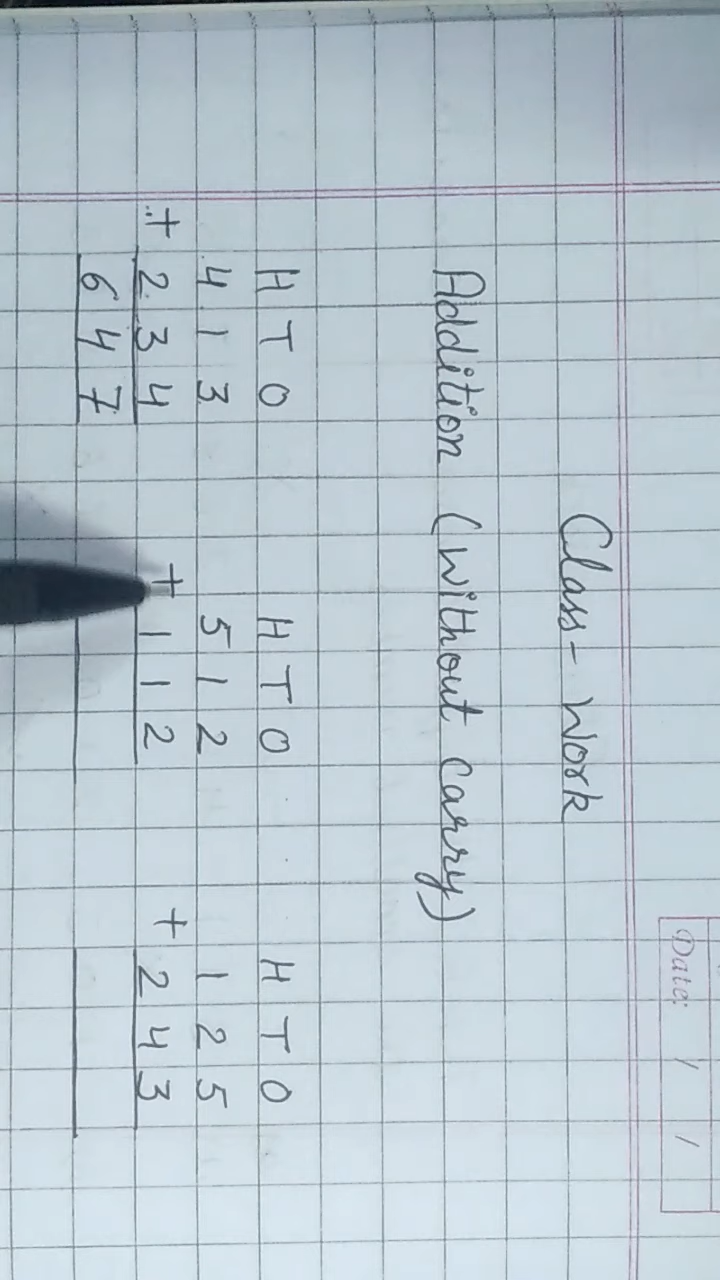 Date: / /
Class- Work
Addition (without carry)
H T O H T O H T O
4 1 3 5 1 2 1 2 5
+ 2 3 4 + 1 1 2 + 2 4 3
6 4 7